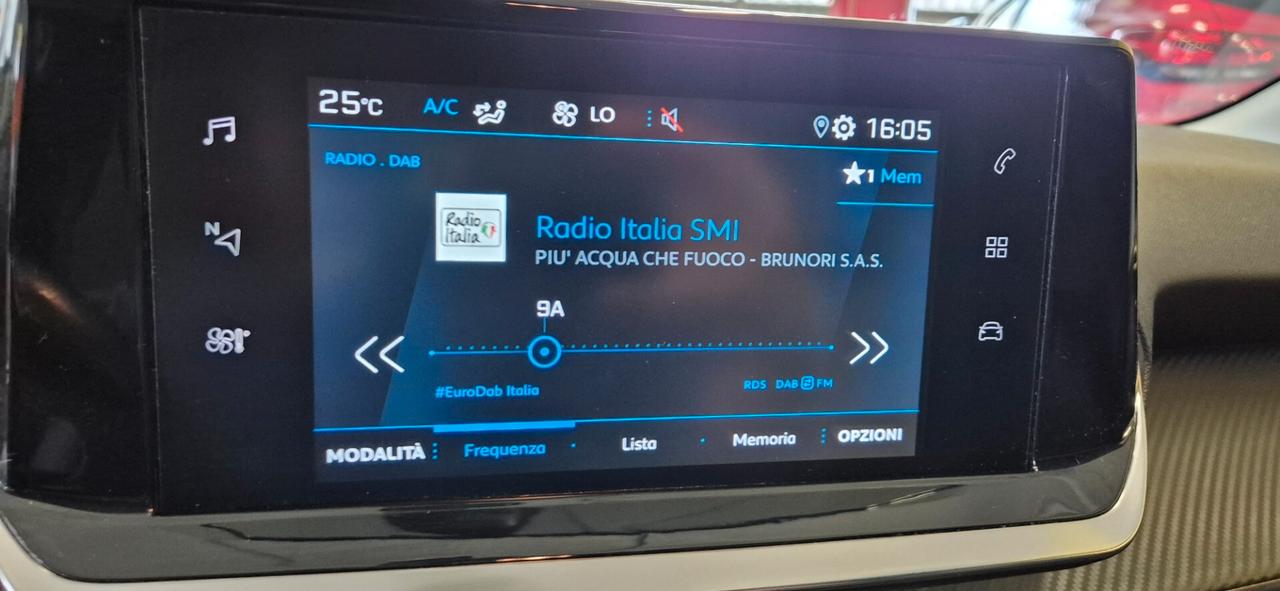 25°C A/C LO 16:05
RADIO . DAB
1 Mem
Radio
Italia
Radio Italia SMI
PIU' ACQUA CHE FUOCO - BRUNORI S.A.S.
N
9A
#EuroDab Italia
RDS DAB S FM
MODALITÀ Frequenza Lista Memoria OPZIONI